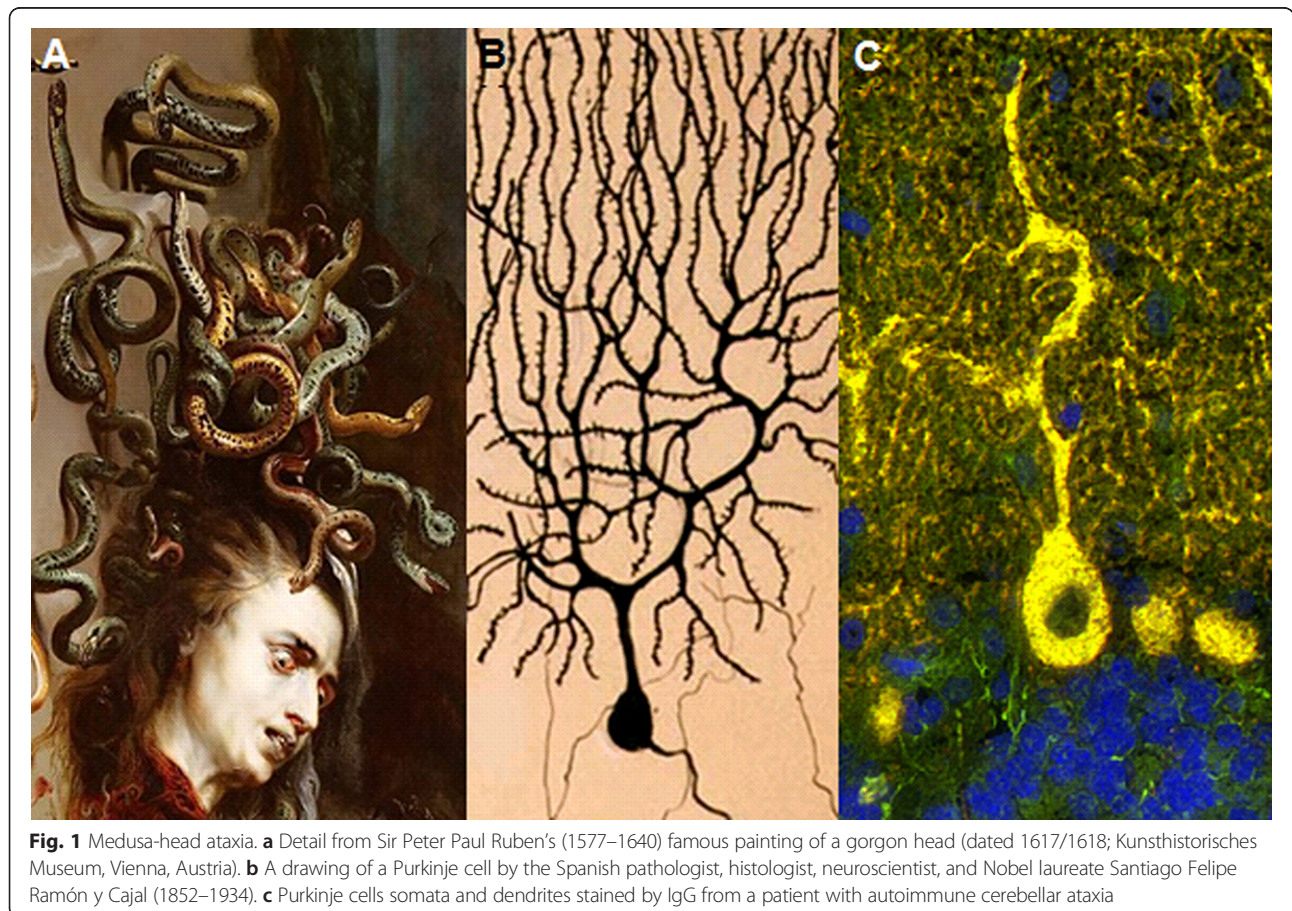 A B C
Fig. 1 Medusa-head ataxia. a Detail from Sir Peter Paul Ruben's (1577–1640) famous painting of a gorgon head (dated 1617/1618; Kunsthistorisches
Museum, Vienna, Austria). b A drawing of a Purkinje cell by the Spanish pathologist, histologist, neuroscientist, and Nobel laureate Santiago Felipe
Ramón y Cajal (1852–1934). c Purkinje cells somata and dendrites stained by IgG from a patient with autoimmune cerebellar ataxia